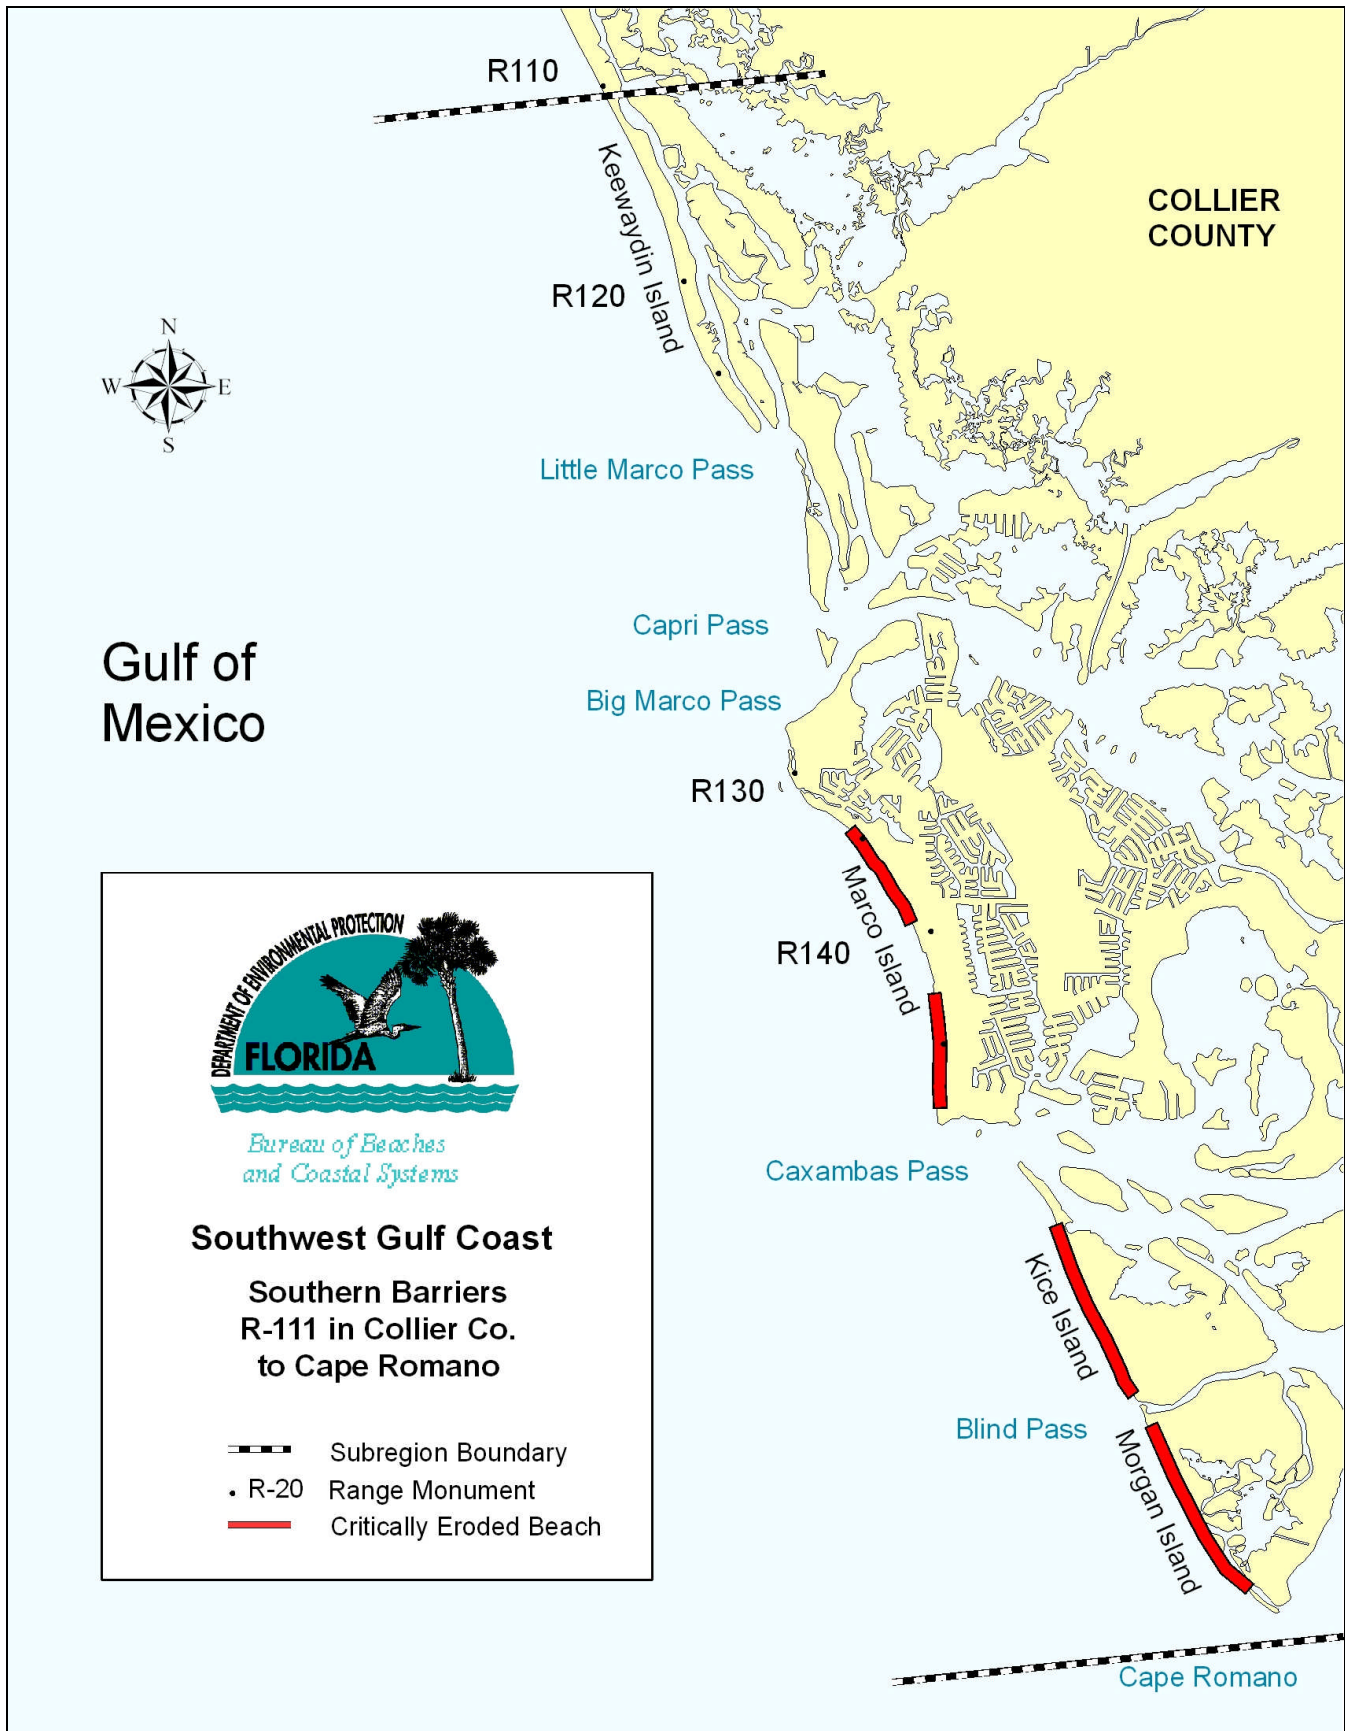 R110
Keewaydin Island
COLLIER
COUNTY
R120
N
W
E
S
Little Marco Pass
Capri Pass
Gulf of
Mexico
Big Marco Pass
R130
Marco Island
R140
DEPARTMENT OF ENVIRONMENTAL PROTECTION
FLORIDA
Bureau of Beaches
and Coastal Systems
Caxambas Pass
Southwest Gulf Coast
Southern Barriers
R-111 in Collier Co.
to Cape Romano
Kice Island
Blind Pass
Morgan Island
Subregion Boundary
R-20 Range Monument
Critically Eroded Beach
Cape Romano